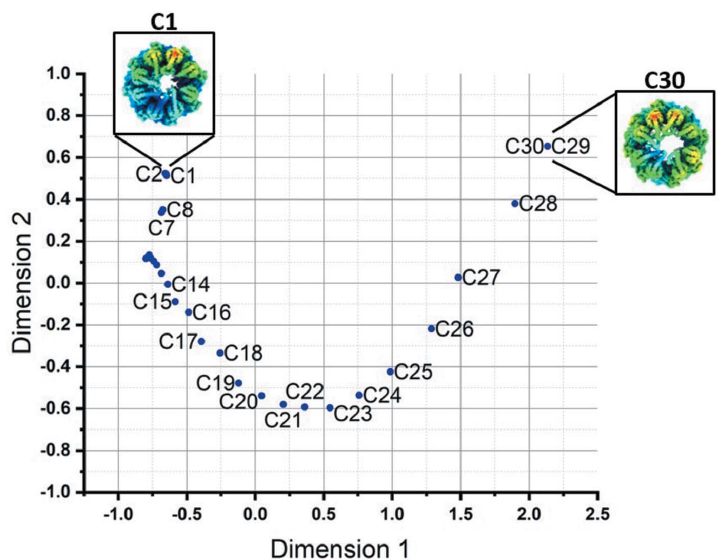 C1
C30
1.0
0.8
0.6
0.4
0.2
0.0
-0.2
-0.4
-0.6
-0.8
-1.0
Dimension 2
C2 C1
C8
C7
C14
C15
C16
C17
C18
C19
C20
C21
C22
C23
C24
C25
C26
C27
C28
C30 C29
-1.0 -0.5 0.0 0.5 1.0 1.5 2.0 2.5
Dimension 1